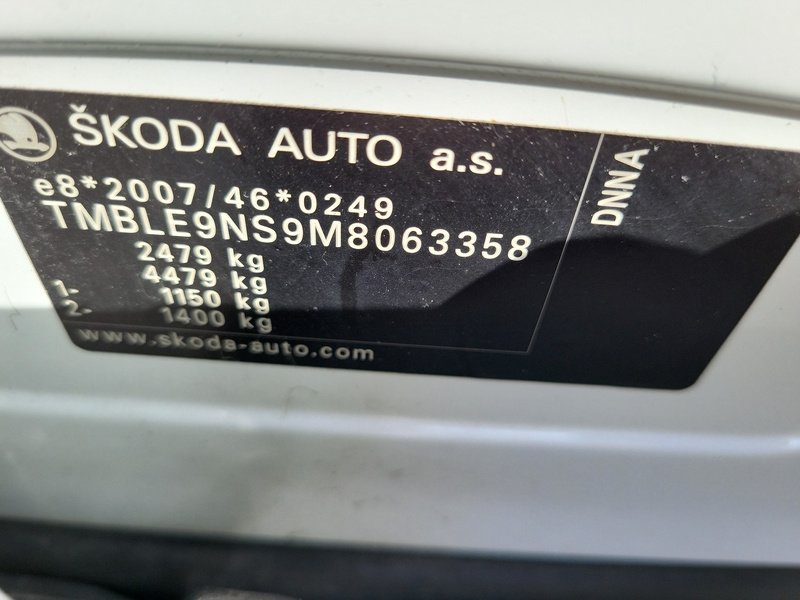 ŠKODA AUTO a.s.
e8*2007/46*0249
TMBLE9NS9M8063358
2479 kg
4479 kg
1- 1150 kg
2- 1400 kg
www.skoda-auto.com
DNNA